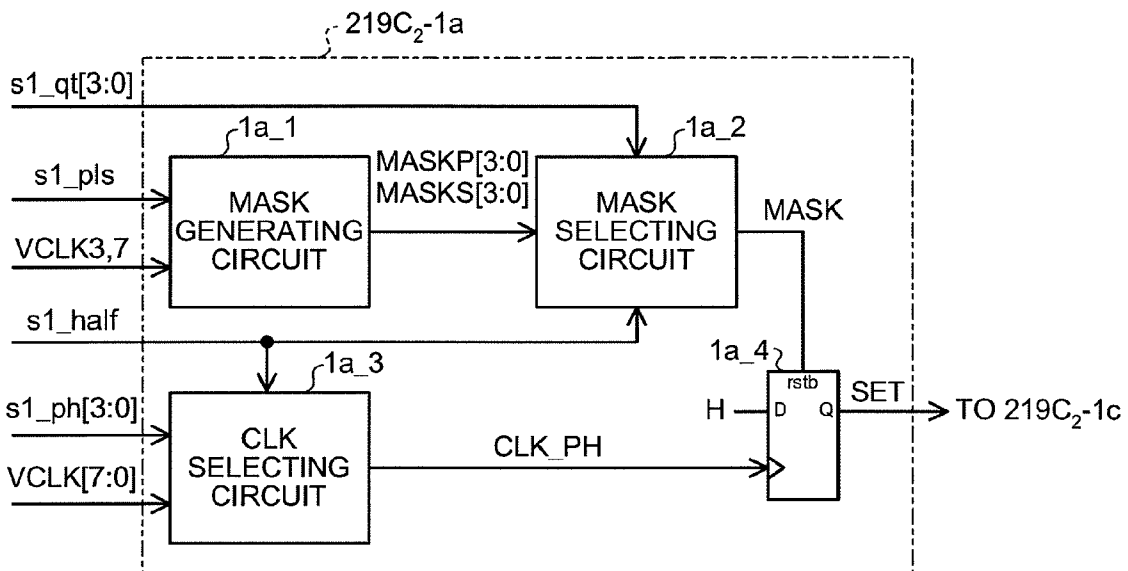 219C₂-1a
s1_qt[3:0]
1a_1
1a_2
s1_pls
MASKP[3:0]
MASKS[3:0]
MASK
GENERATING
CIRCUIT
MASK
SELECTING
CIRCUIT
MASK
VCLK3,7
s1_half
1a_3
1a_4
rstb
s1_ph[3:0]
H
D
Q
SET
TO 219C₂-1c
CLK
SELECTING
CIRCUIT
CLK_PH
VCLK[7:0]